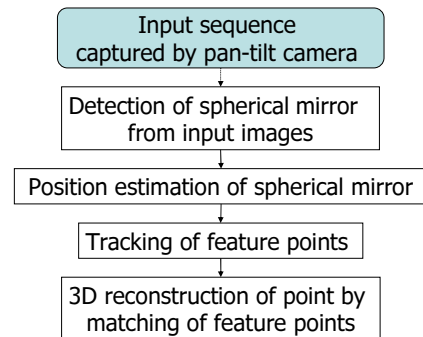 Input sequence
captured by pan-tilt camera
Detection of spherical mirror
from input images
Position estimation of spherical mirror
Tracking of feature points
3D reconstruction of point by
matching of feature points